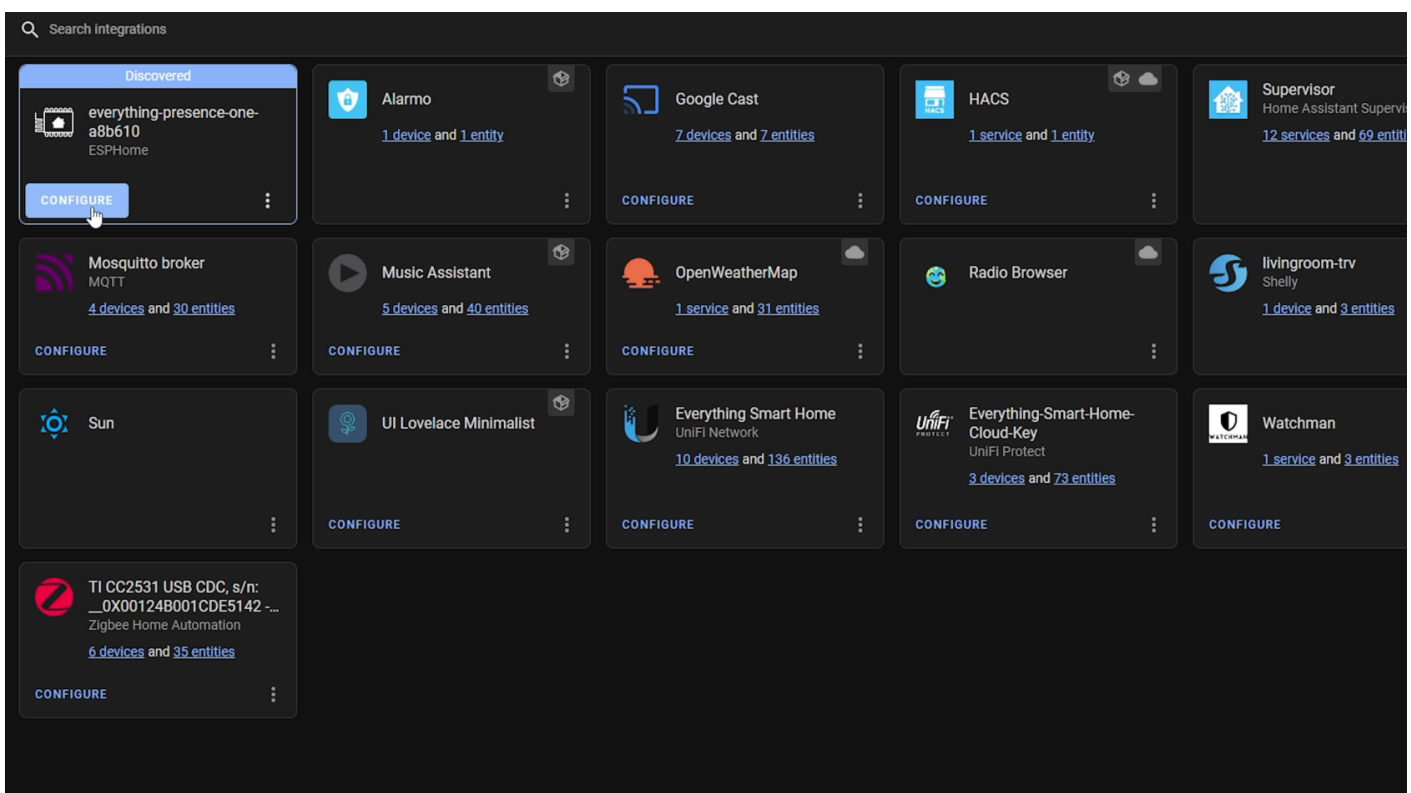 Search integrations
Discovered
everything-presence-one-
a8b610
ESPHome
CONFIGURE
Alarmo
1 device and 1 entity
Google Cast
7 devices and 7 entities
CONFIGURE
HACS
HACS
1 service and 1 entity
CONFIGURE
Supervisor
Home Assistant Supervis
12 services and 69 entiti
Mosquitto broker
MQTT
4 devices and 30 entities
CONFIGURE
Music Assistant
5 devices and 40 entities
CONFIGURE
OpenWeatherMap
1 service and 31 entities
CONFIGURE
Radio Browser
livingroom-trv
Shelly
1 device and 3 entities
Sun
UI Lovelace Minimalist
CONFIGURE
Everything Smart Home
UniFi Network
10 devices and 136 entities
CONFIGURE
UniFi
PROTECT
Everything-Smart-Home-
Cloud-Key
UniFi Protect
3 devices and 73 entities
CONFIGURE
WATCHMAN
Watchman
1 service and 3 entities
CONFIGURE
TI CC2531 USB CDC, s/n:
__0X00124B001CDE5142 -...
Zigbee Home Automation
6 devices and 35 entities
CONFIGURE